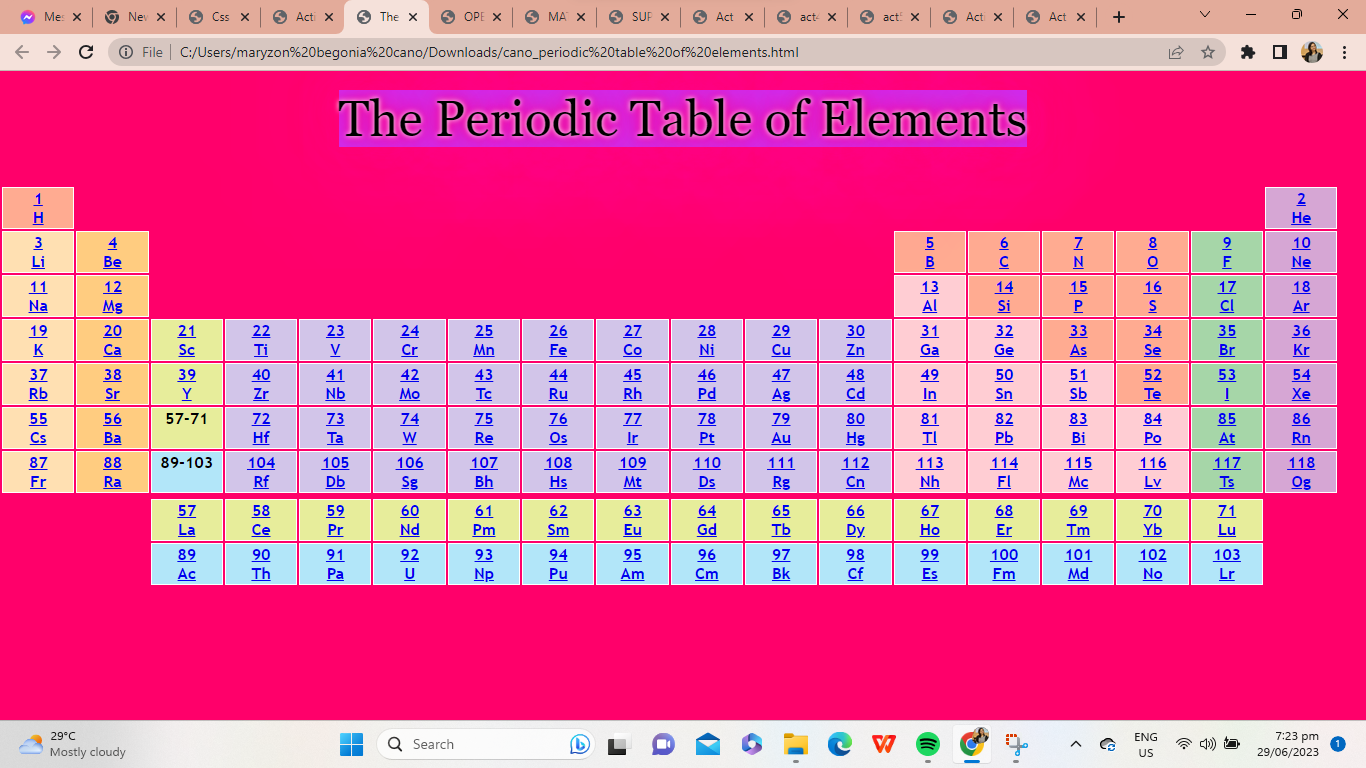 Mes
New
Css
Acti
The
OPE
MA
SUF
Act
act
act
Acti
Act
File C:/Users/maryzon%20begonia%20cano/Downloads/cano_periodic%20table%20of%20elements.html
The Periodic Table of Elements
1 2
H He
3 4 5 6 7 8 9 10
Li Be B C N O F Ne
11 12 13 14 15 16 17 18
Na Mg Al Si P S Cl Ar
19 20 21 22 23 24 25 26 27 28 29 30 31 32 33 34 35 36
K Ca Sc Ti V Cr Mn Fe Co Ni Cu Zn Ga Ge As Se Br Kr
37 38 39 40 41 42 43 44 45 46 47 48 49 50 51 52 53 54
Rb Sr Y Zr Nb Mo Tc Ru Rh Pd Ag Cd In Sn Sb Te I Xe
55 56 57-71 72 73 74 75 76 77 78 79 80 81 82 83 84 85 86
Cs Ba Hf Ta W Re Os Ir Pt Au Hg Tl Pb Bi Po At Rn
87 88 89-103 104 105 106 107 108 109 110 111 112 113 114 115 116 117 118
Fr Ra Rf Db Sg Bh Hs Mt Ds Rg Cn Nh Fl Mc Lv Ts Og
57 58 59 60 61 62 63 64 65 66 67 68 69 70 71
La Ce Pr Nd Pm Sm Eu Gd Tb Dy Ho Er Tm Yb Lu
89 90 91 92 93 94 95 96 97 98 99 100 101 102 103
Ac Th Pa U Np Pu Am Cm Bk Cf Es Fm Md No Lr
29°C
Mostly cloudy
Search
ENG
US
7:23 pm
29/06/2023
1